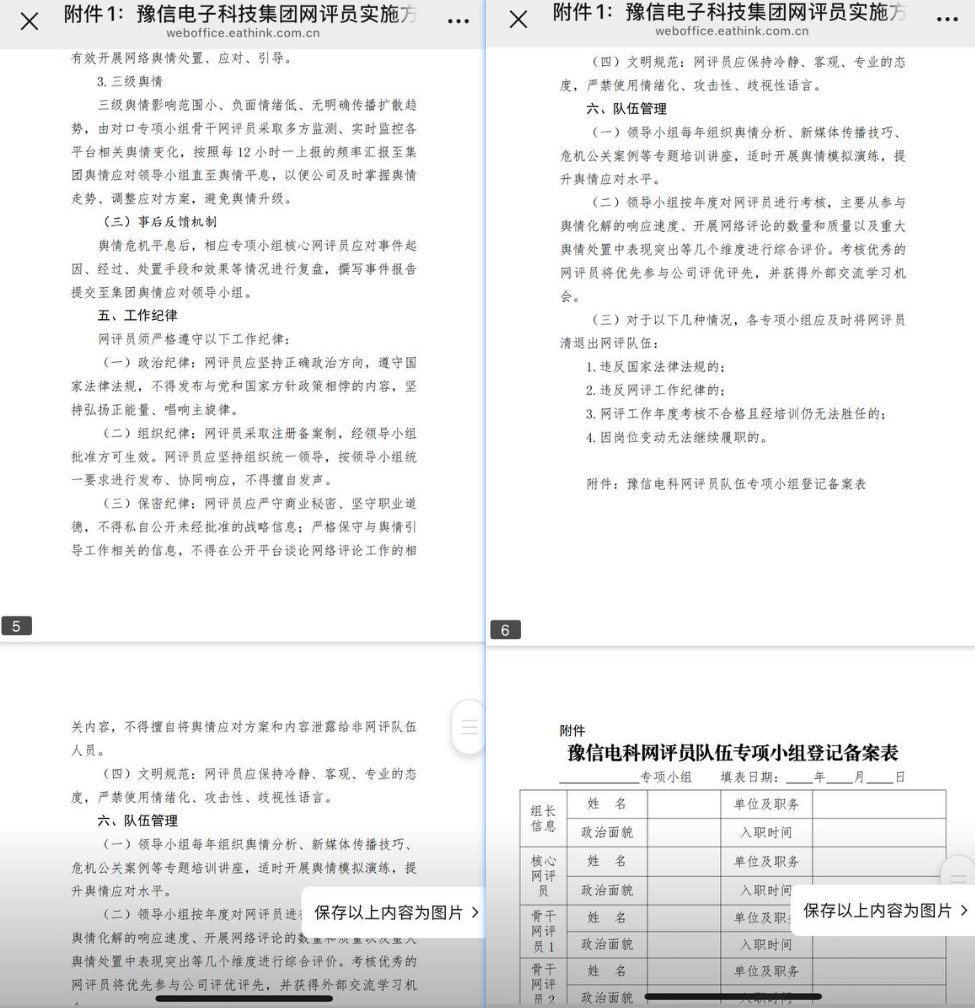 附件1：豫信电子科技集团网评员实施方
weboffice.eathink.com.cn
有效开展网络舆情处置、应对、引导。
3.三级舆情
三级舆情影响范围小、负面情绪低、无明确传播扩散趋
势，由对口专项小组骨干网评员采取多方监测、实时监控各
平台相关舆情变化，按照每12小时一上报的频率汇报至集
团舆情应对领导小组直至舆情平息，以便公司及时掌握舆情
走势、调整应对方案，避免舆情升级。
（三）事后反馈机制
舆情危机平息后，相应专项小组核心网评员应对事件起
因、经过、处置手段和效果等情况进行复盘，撰写事件报告
提交至集团舆情应对领导小组。
五、工作纪律
网评员须严格遵守以下工作纪律：
（一）政治纪律：网评员应坚持正确政治方向，遵守国
家法律法规，不得发布与党和国家方针政策相悖的内容，坚
持弘扬正能量、唱响主旋律。
（二）组织纪律：网评员采取注册备案制，经领导小组
批准方可生效。网评员应坚持组织统一领导，按领导小组统
一要求进行发布、协同响应，不得擅自发声。
（三）保密纪律：网评员应严守商业秘密、坚守职业道
德，不得私自公开未经批准的战略信息；严格保守与舆情引
导工作相关的信息，不得在公开平台谈论网络评论工作的相
5
关内容，不得擅自将舆情应对方案和内容泄露给非网评队伍
人员。
（四）文明规范：网评员应保持冷静、客观、专业的态
度，严禁使用情绪化、攻击性、歧视性语言。
六、队伍管理
（一）领导小组每年组织舆情分析、新媒体传播技巧、
危机公关案例等专题培训讲座，适时开展舆情模拟演练，提
升舆情应对水平。
（二）领导小组按年度对网评员进行
保存以上内容为图片
舆情化解的响应速度、开展网络评论的数量和质量以及重大
舆情处置中表现突出等几个维度进行综合评价。考核优秀的
网评员将优先参与公司评优评先，并获得外部交流学习机
附件1：豫信电子科技集团网评员实施方
weboffice.eathink.com.cn
（四）文明规范：网评员应保持冷静、客观、专业的态
度，严禁使用情绪化、攻击性、歧视性语言。
六、队伍管理
（一）领导小组每年组织舆情分析、新媒体传播技巧、
危机公关案例等专题培训讲座，适时开展舆情模拟演练，提
升舆情应对水平。
（二）领导小组按年度对网评员进行考核，主要从参与
舆情化解的响应速度、开展网络评论的数量和质量以及重大
舆情处置中表现突出等几个维度进行综合评价。考核优秀的
网评员将优先参与公司评优评先，并获得外部交流学习机
会。
（三）对于以下几种情况，各专项小组应及时将网评员
清退出网评队伍：
1.违反国家法律法规的；
2.违反网评工作纪律的；
3.网评工作年度考核不合格且经培训仍无法胜任的；
4.因岗位变动无法继续履职的。
附件：豫信电科网评员队伍专项小组登记备案表
6
附件
豫信电科网评员队伍专项小组登记备案表
专项小组 填表日期： 年 月 日
组长信息 姓 名 单位及职务
政治面貌 入职时间
核心网评员 姓 名 单位及职务
政治面貌 入职时间
保存以上内容为图片
骨干网评员1 姓 名 单位及职
政治面貌 入职时间
骨干网评员2 姓 名 单位及职务
政治面貌 入职时间